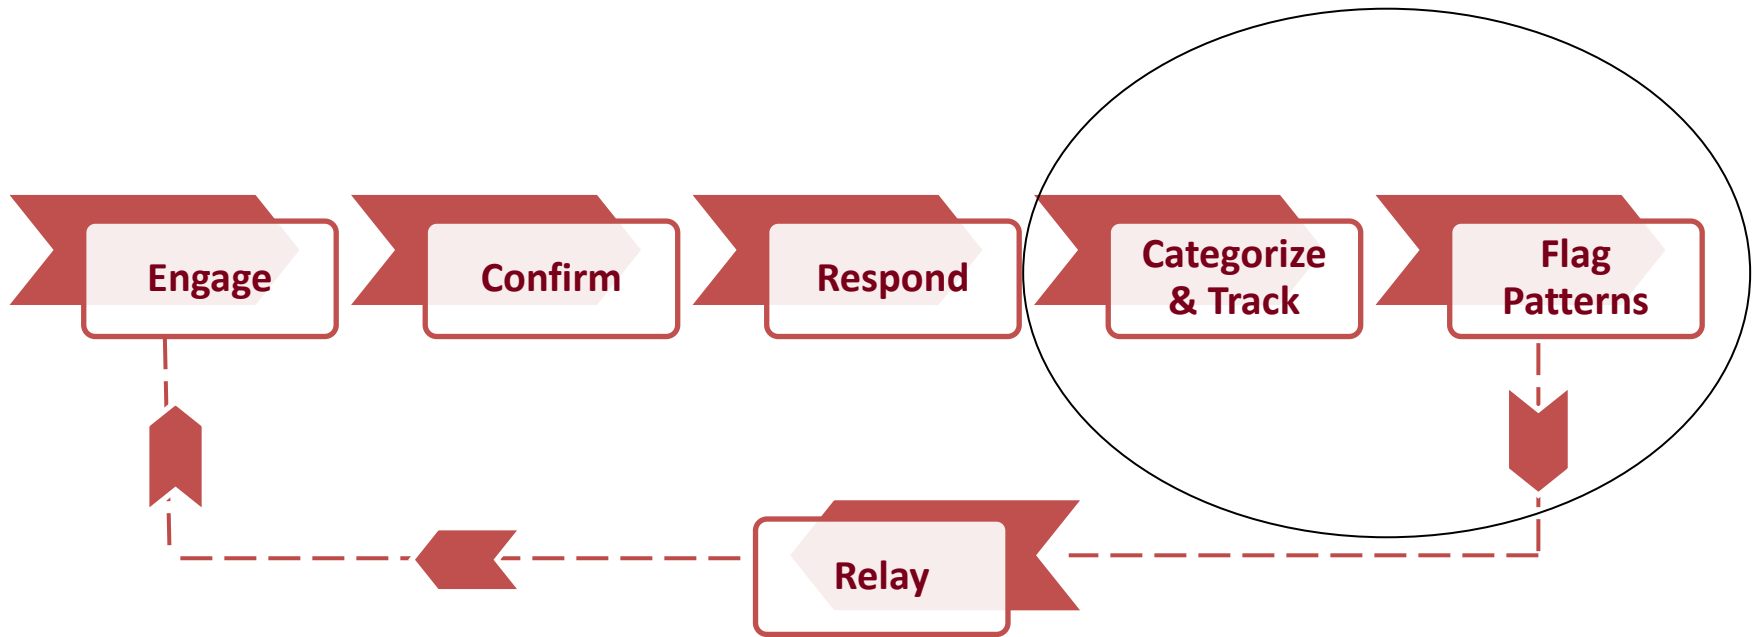 Engage
Confirm
Respond
Categorize
& Track
Flag
Patterns
Relay